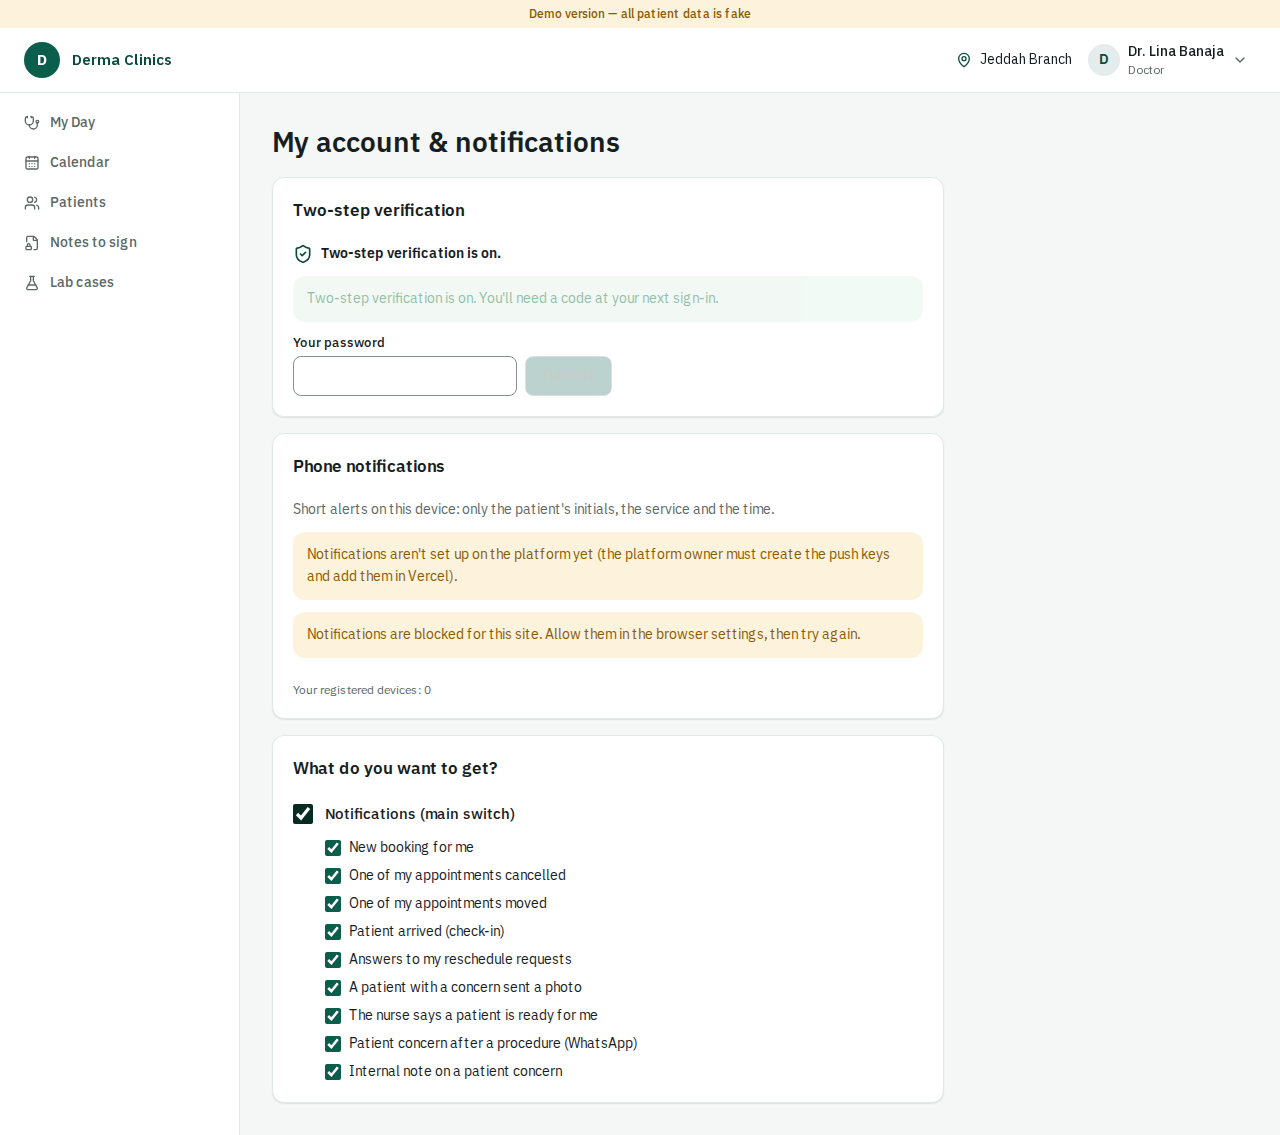 Demo version — all patient data is fake
D
Derma Clinics
Jeddah Branch
D
Dr. Lina Banaja
Doctor
My Day
Calendar
Patients
Notes to sign
Lab cases
My account & notifications
Two-step verification
Two-step verification is on.
Two-step verification is on. You'll need a code at your next sign-in.
Your password
Phone notifications
Short alerts on this device: only the patient's initials, the service and the time.
Notifications aren't set up on the platform yet (the platform owner must create the push keys
and add them in Vercel).
Notifications are blocked for this site. Allow them in the browser settings, then try again.
Your registered devices: 0
What do you want to get?
Notifications (main switch)
New booking for me
One of my appointments cancelled
One of my appointments moved
Patient arrived (check-in)
Answers to my reschedule requests
A patient with a concern sent a photo
The nurse says a patient is ready for me
Patient concern after a procedure (WhatsApp)
Internal note on a patient concern